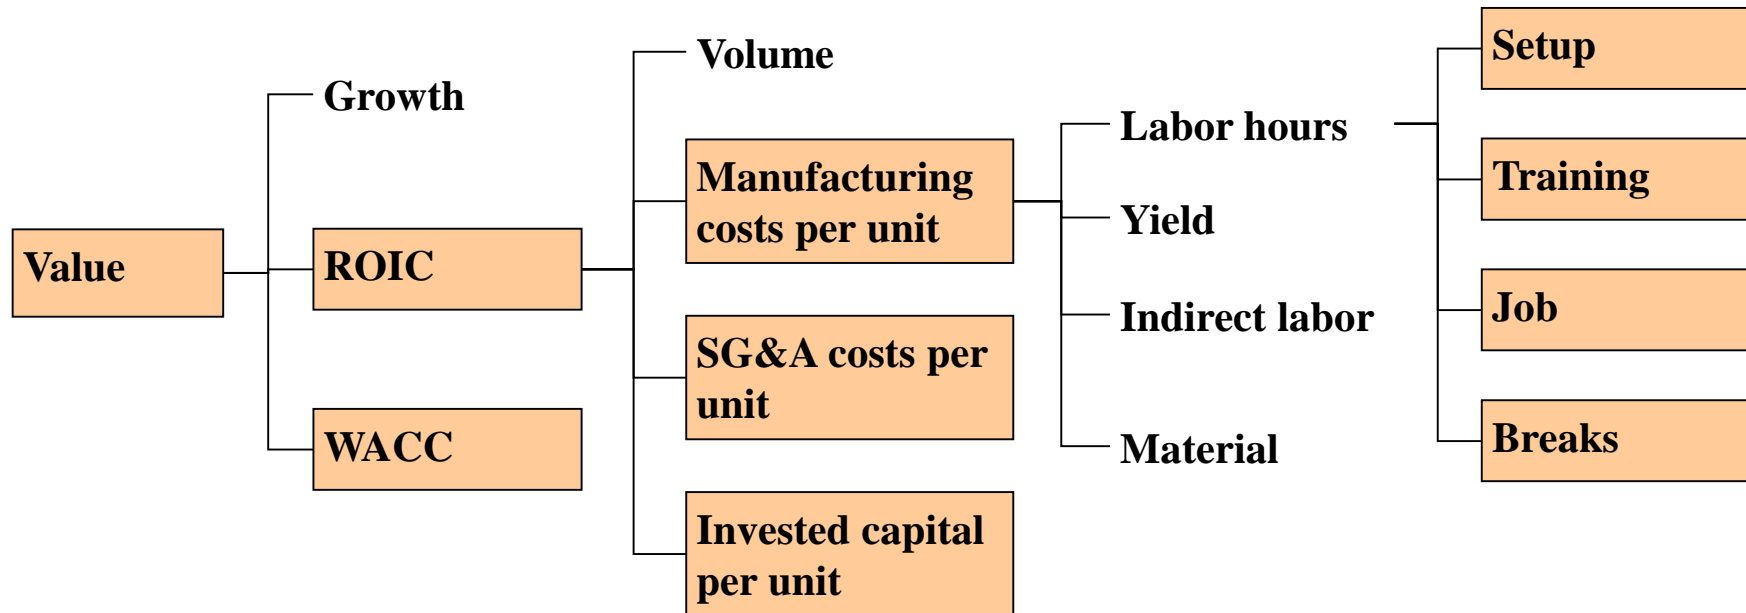 Value
Growth
ROIC
WACC
Volume
Manufacturing
costs per unit
SG&A costs per
unit
Invested capital
per unit
Labor hours
Yield
Indirect labor
Material
Setup
Training
Job
Breaks